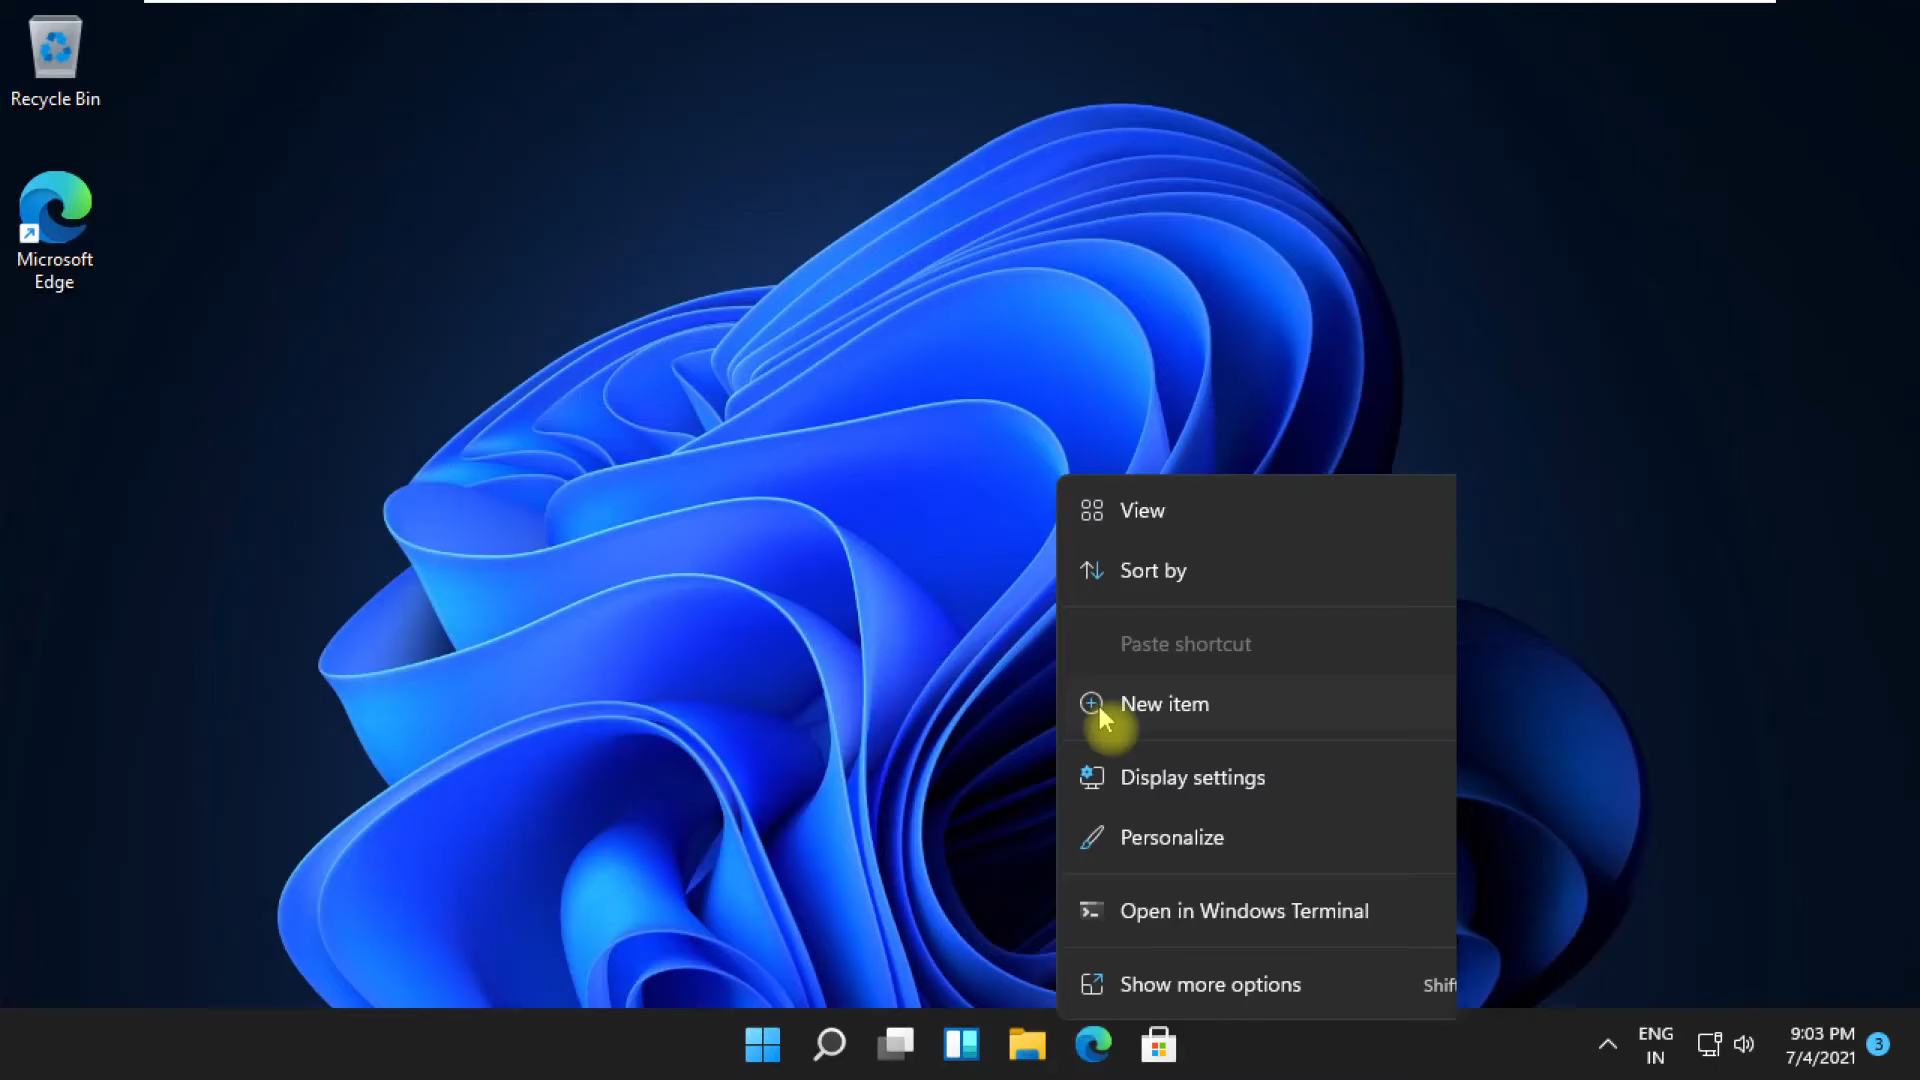 Recycle Bin
Microsoft
Edge
View
Sort by
Paste shortcut
New item
Display settings
Personalize
Open in Windows Terminal
Show more options Shif
ENG
IN
9:03 PM
7/4/2021
3